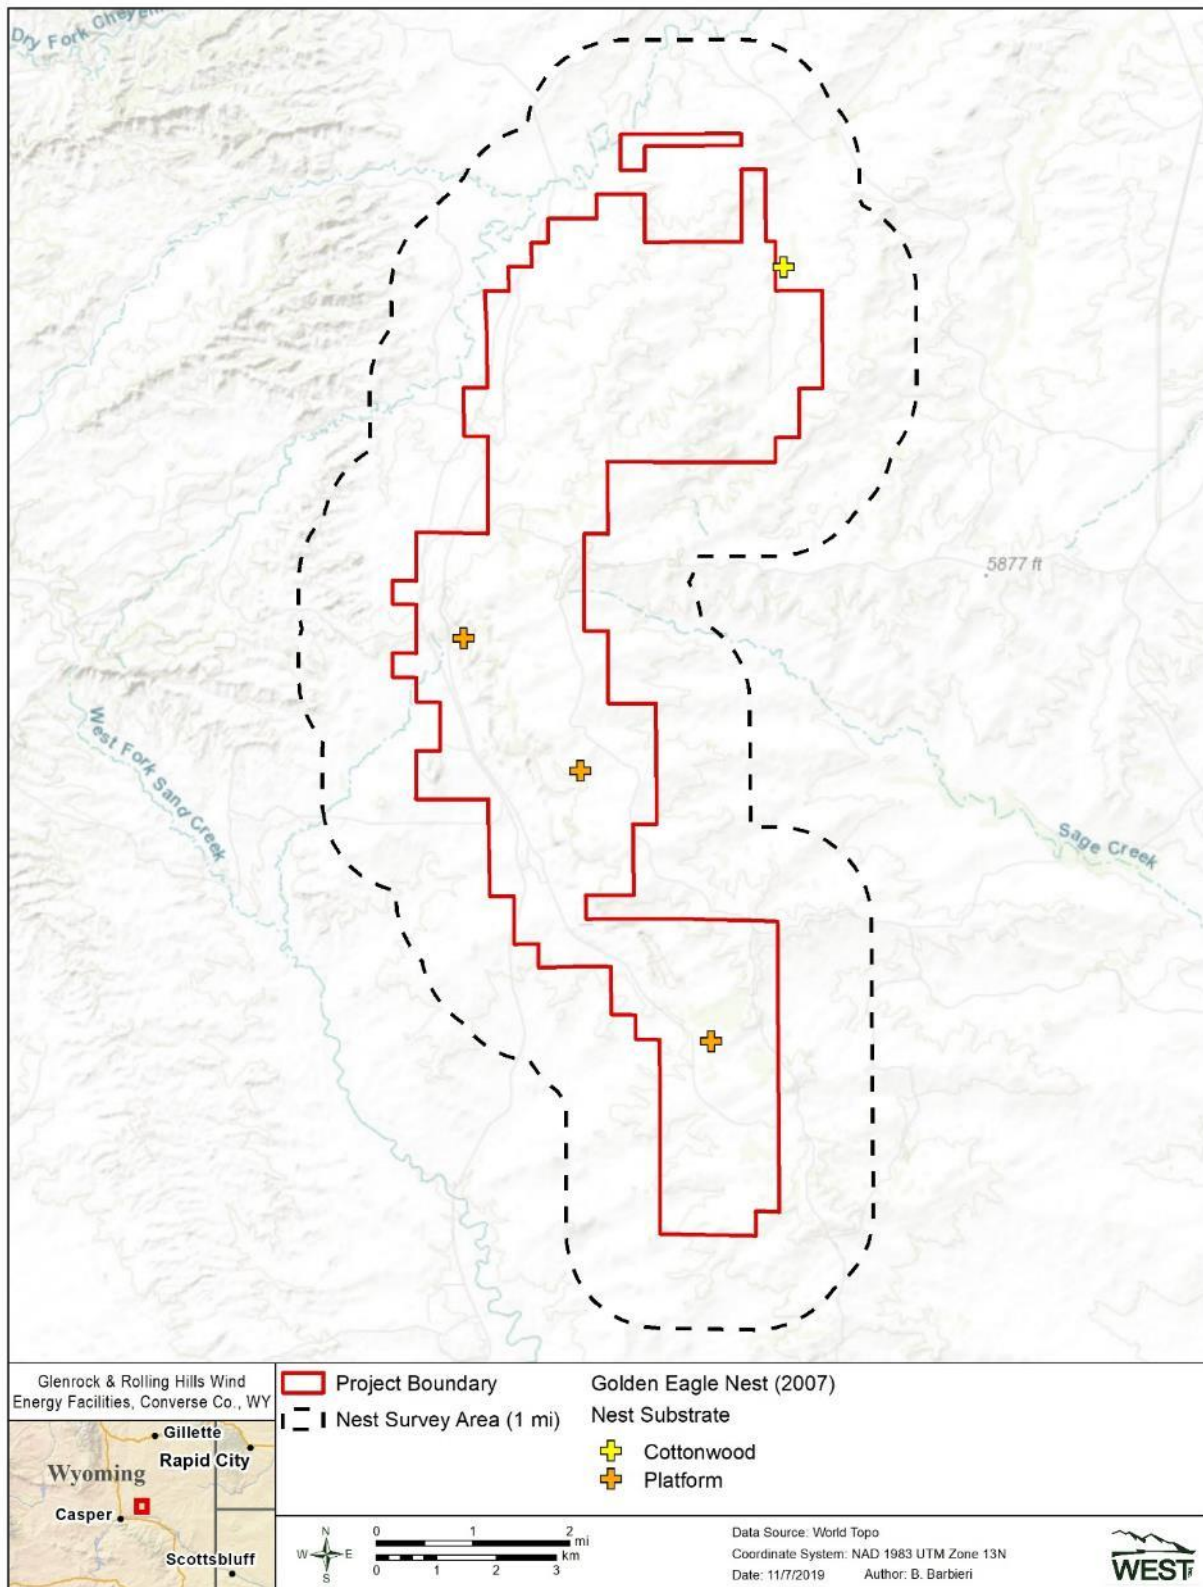 Dry Fork Cheyen
5877 ft
West Fork Sand Creek
Sage Creek
Glenrock & Rolling Hills Wind
Energy Facilities, Converse Co., WY
Gillette
Rapid City
Wyoming
Casper
Scottsbluff
Project Boundary
Nest Survey Area (1 mi)
Golden Eagle Nest (2007)
Nest Substrate
Cottonwood
Platform
N
W E
S
0 1 2
mi
km
0 1 2 3
Data Source: World Topo
Coordinate System: NAD 1983 UTM Zone 13N
Date: 11/7/2019 Author: B. Barbieri
WEST